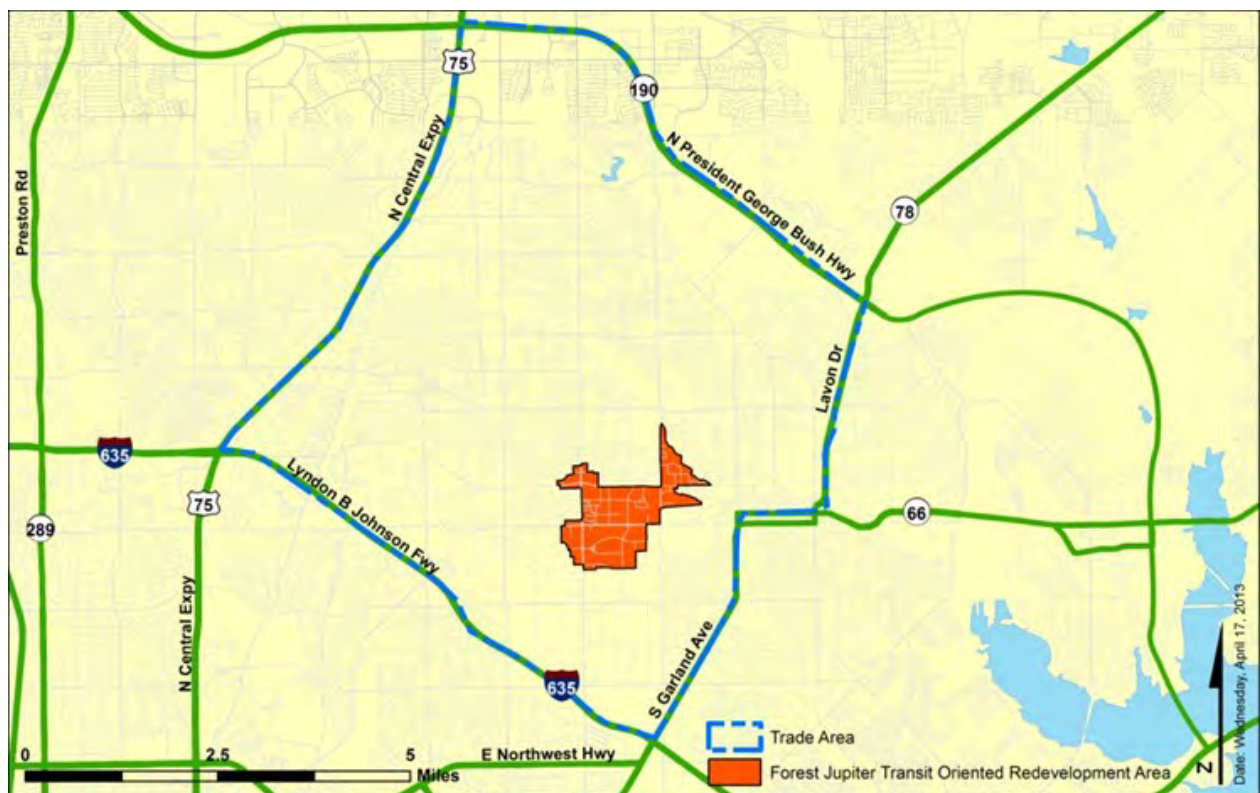 75
190
N Central Expy
N President George Bush Hwy
Preston Rd
78
Lavon Dr
635
Lyndon B Johnson Fwy
75
66
289
N Central Expy
S Garland Ave
635
E Northwest Hwy
Trade Area
Forest Jupiter Transit Oriented Redevelopment Area
0 2.5 5
Miles
N
Date: Wednesday, April 17, 2013